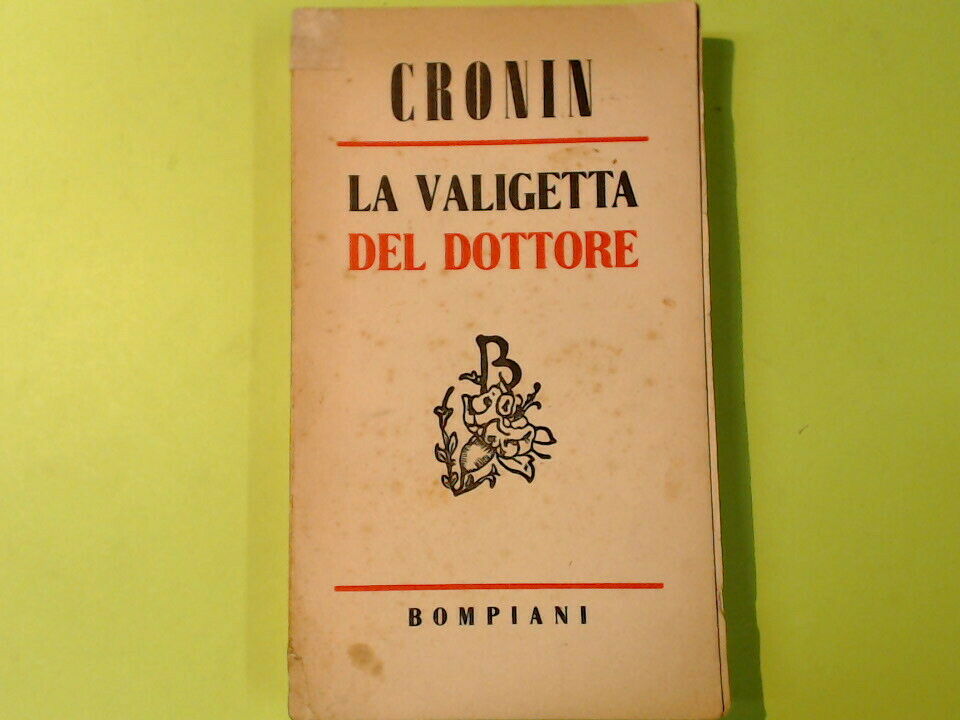 CRONIN
LA VALIGETTA
DEL DOTTORE
B
BOMPIANI